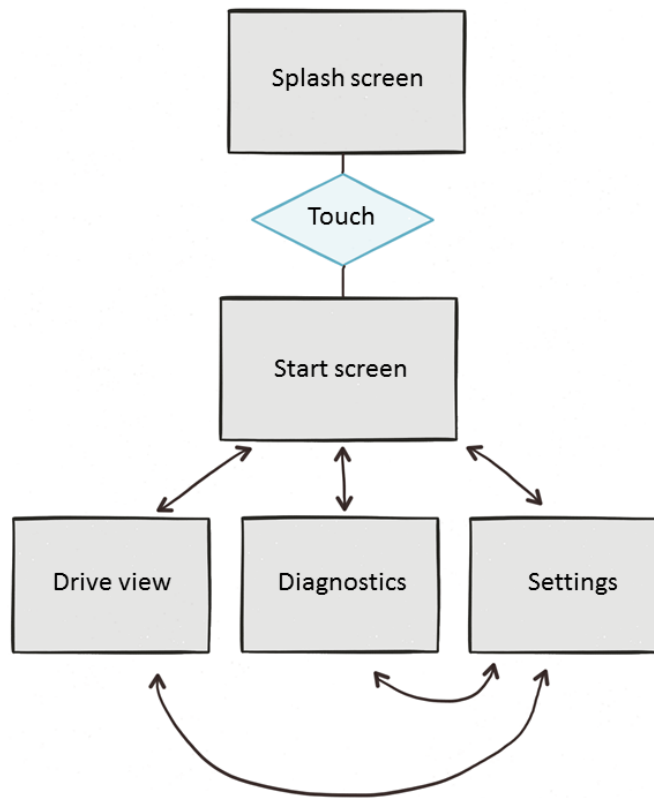 Splash screen
Touch
Start screen
Drive view
Diagnostics
Settings